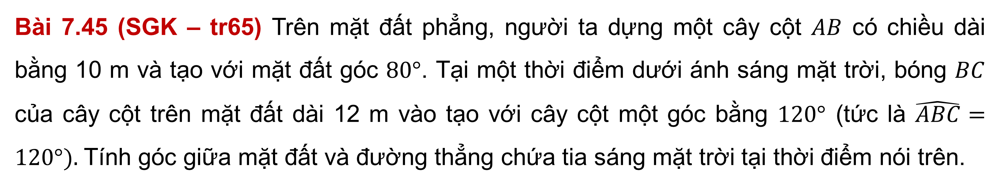 Bài 7.45 (SGK – tr65) Trên mặt đất phẳng, người ta dựng một cây cột AB có chiều dài
bằng 10 m và tạo với mặt đất góc 80°. Tại một thời điểm dưới ánh sáng mặt trời, bóng BC
của cây cột trên mặt đất dài 12 m vào tạo với cây cột một góc bằng 120° (tức là \widehat{ABC} =
120°). Tính góc giữa mặt đất và đường thẳng chứa tia sáng mặt trời tại thời điểm nói trên.